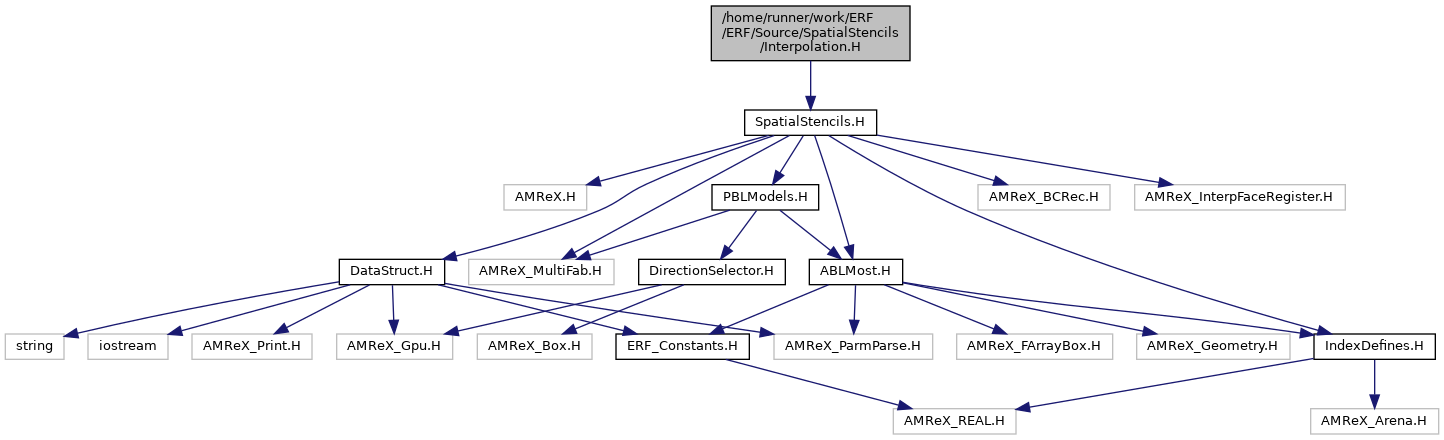 /home/runner/work/ERF
/ERF/Source/SpatialStencils
/Interpolation.H
SpatialStencils.H
AMReX.H
PBLModels.H
AMReX_BCRec.H
AMReX_InterpFaceRegister.H
DataStruct.H
AMReX_MultiFab.H
DirectionSelector.H
ABLMost.H
string
iostream
AMReX_Print.H
AMReX_Gpu.H
AMReX_Box.H
ERF_Constants.H
AMReX_ParmParse.H
AMReX_FArrayBox.H
AMReX_Geometry.H
IndexDefines.H
AMReX_REAL.H
AMReX_Arena.H